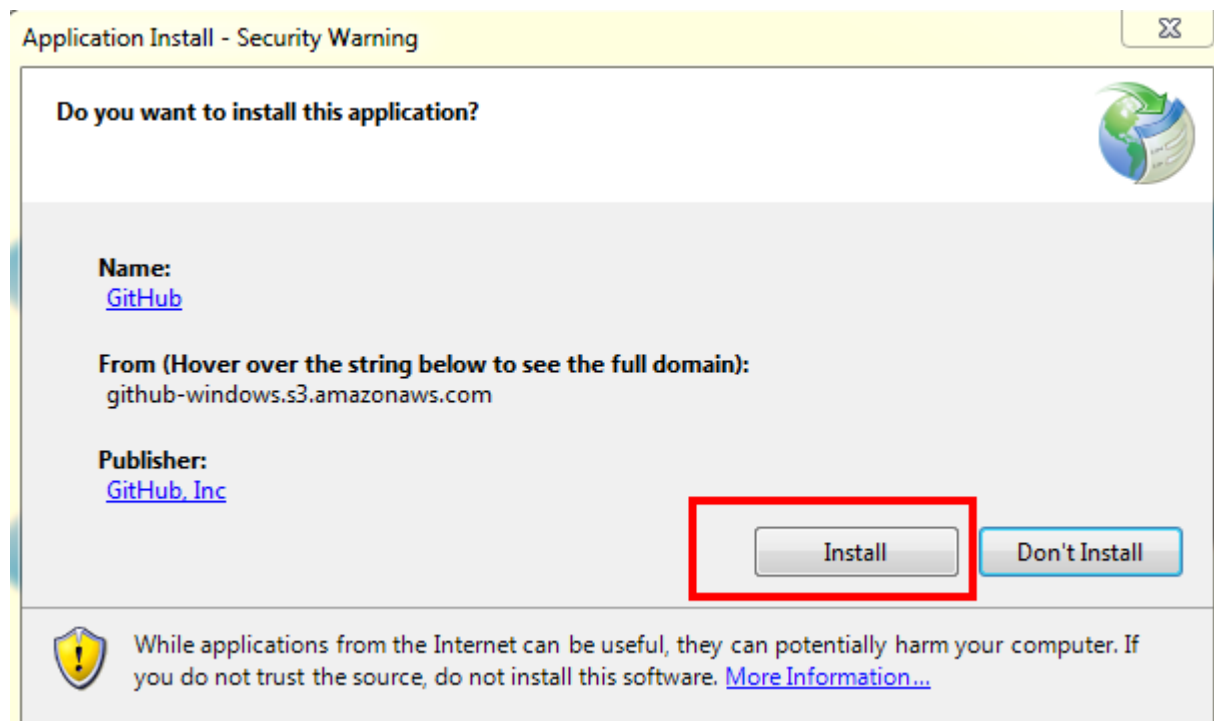 Application Install - Security Warning
Do you want to install this application?
Name:
GitHub
From (Hover over the string below to see the full domain):
github-windows.s3.amazonaws.com
Publisher:
GitHub, Inc
Install
Don't Install
While applications from the Internet can be useful, they can potentially harm your computer. If
you do not trust the source, do not install this software. More Information...